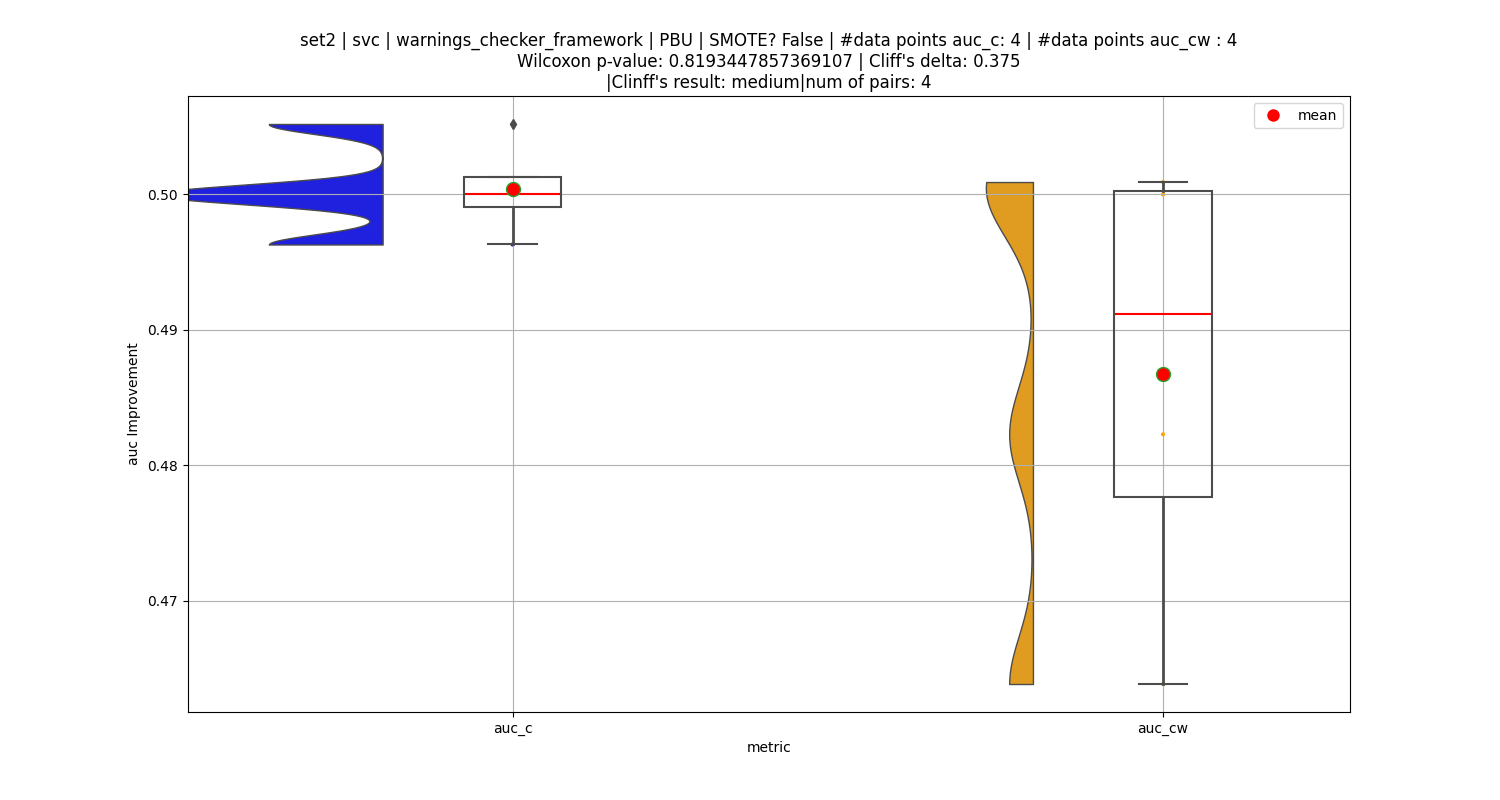 set2 | svc | warnings_checker_framework | PBU | SMOTE? False | #data points auc_c: 4 | #data points auc_cw : 4
Wilcoxon p-value: 0.8193447857369107 | Cliff's delta: 0.375
|Clinff's result: medium|num of pairs: 4
mean
0.50
0.49
0.48
0.47
auc Improvement
auc_c
auc_cw
metric